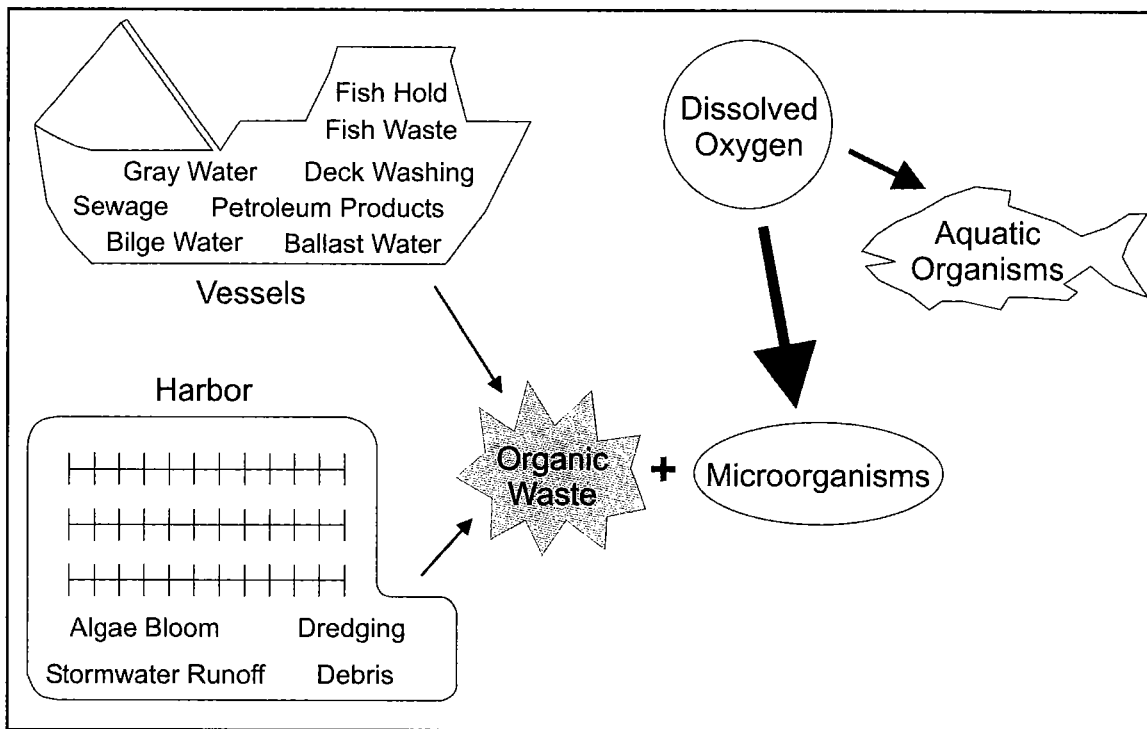 Fish Hold
Fish Waste
Gray Water Deck Washing
Sewage Petroleum Products
Bilge Water Ballast Water
Vessels
Harbor
Algae Bloom Dredging
Stormwater Runoff Debris
Organic
Waste
+
Microorganisms
Dissolved
Oxygen
Aquatic
Organisms